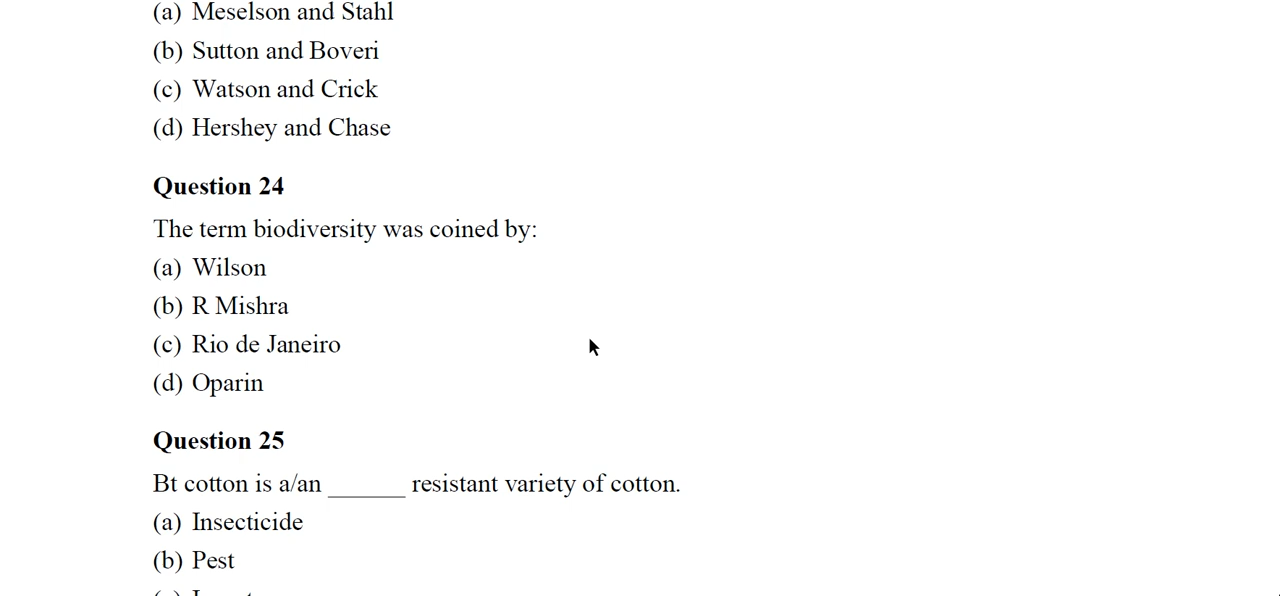 (a) Meselson and Stahl
(b) Sutton and Boveri
(c) Watson and Crick
(d) Hershey and Chase
Question 24
The term biodiversity was coined by:
(a) Wilson
(b) R Mishra
(c) Rio de Janeiro
(d) Oparin
Question 25
Bt cotton is a/an ______ resistant variety of cotton.
(a) Insecticide
(b) Pest